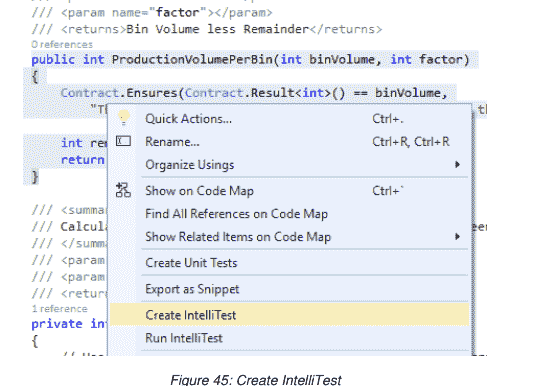 /// <param name="factor"></param>
/// <returns>Bin Volume less Remainder</returns>
0 references
public int ProductionVolumePerBin(int binVolume, int factor)
{
Contract.Ensures(Contract.Result<int>() == binVolume,
Quick Actions... Ctrl+.
Rename... Ctrl+R, Ctrl+R
int
return
Organize Usings
}
Show on Code Map Ctrl+`
/// <summa
Find All References on Code Map
/// Calcula
Show Related Items on Code Map
/// </summa
/// <param
Create Unit Tests
/// <param
/// <retur
Export as Snippet
1 reference
Create IntelliTest
private int
{
Run IntelliTest
Figure 45: Create IntelliTest